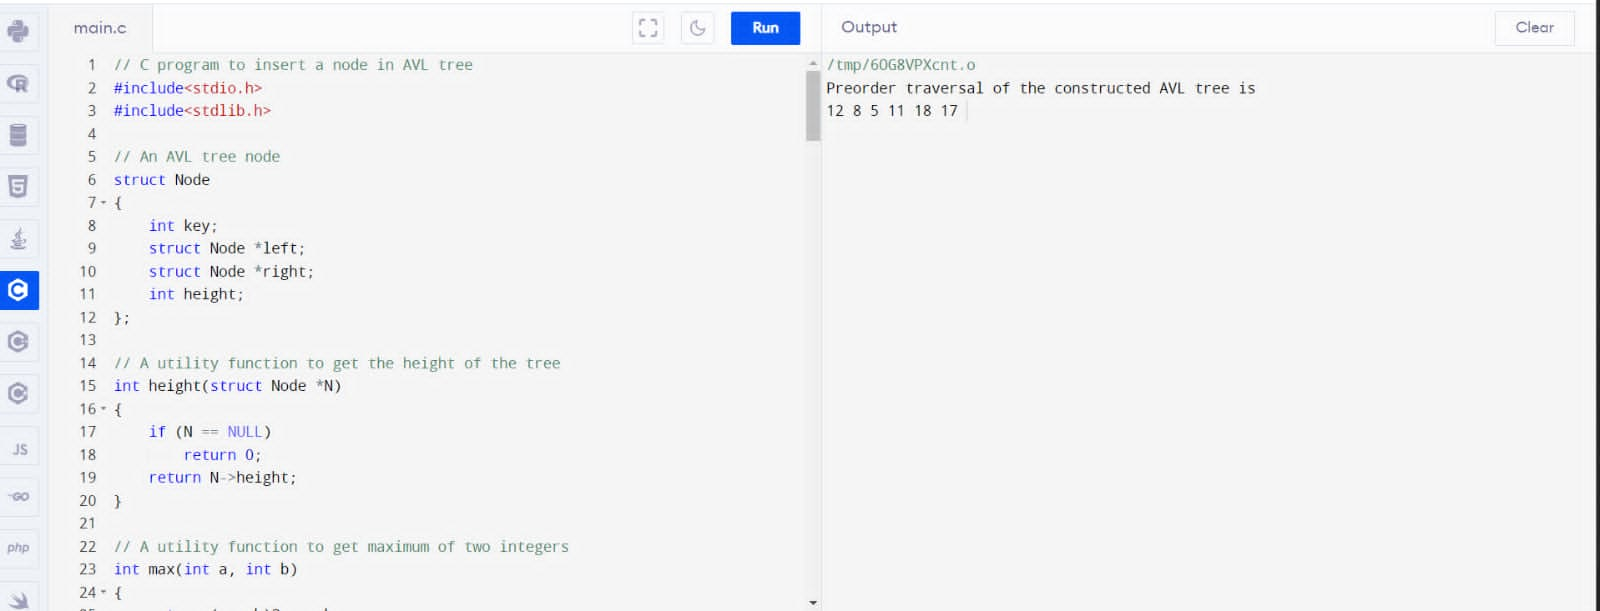 main.c
Run
1 // C program to insert a node in AVL tree
2 #include<stdio.h>
3 #include<stdlib.h>
4
5 // An AVL tree node
6 struct Node
7 {
8 int key;
9 struct Node *left;
10 struct Node *right;
11 int height;
12 };
13
14 // A utility function to get the height of the tree
15 int height(struct Node *N)
16 {
17 if (N == NULL)
18 return 0;
19 return N->height;
20 }
21
22 // A utility function to get maximum of two integers
23 int max(int a, int b)
24 {
Output
Clear
/tmp/6OG8VPXcnt.o
Preorder traversal of the constructed AVL tree is
12 8 5 11 18 17
R
5
C
C
C
JS
GO
php